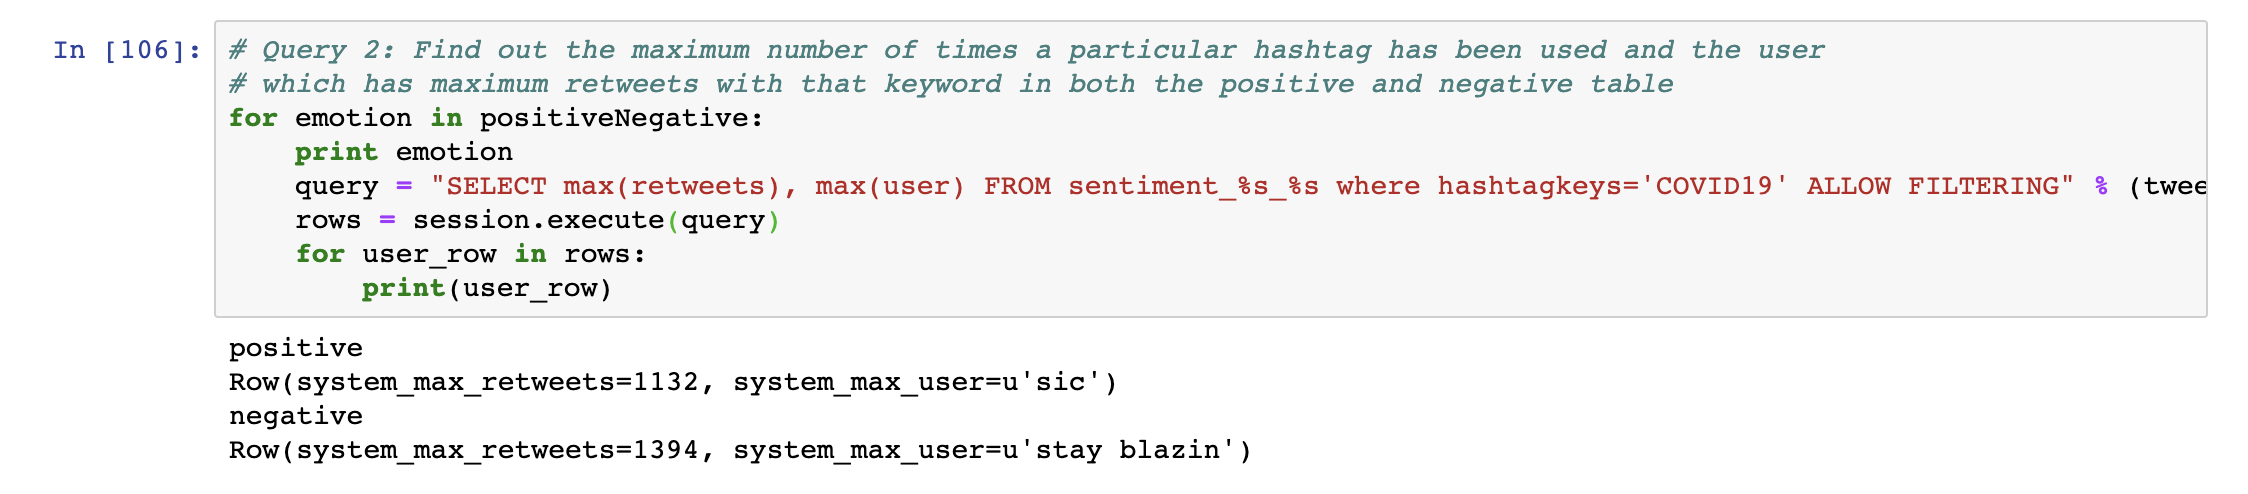 In [106]: # Query 2: Find out the maximum number of times a particular hashtag has been used and the user
# which has maximum retweets with that keyword in both the positive and negative table
for emotion in positiveNegative:
    print emotion
    query = "SELECT max(retweets), max(user) FROM sentiment_%s_%s where hashtagkeys='COVID19' ALLOW FILTERING" % (twee
    rows = session.execute(query)
    for user_row in rows:
        print(user_row)
positive
Row(system_max_retweets=1132, system_max_user=u'sic')
negative
Row(system_max_retweets=1394, system_max_user=u'stay blazin')